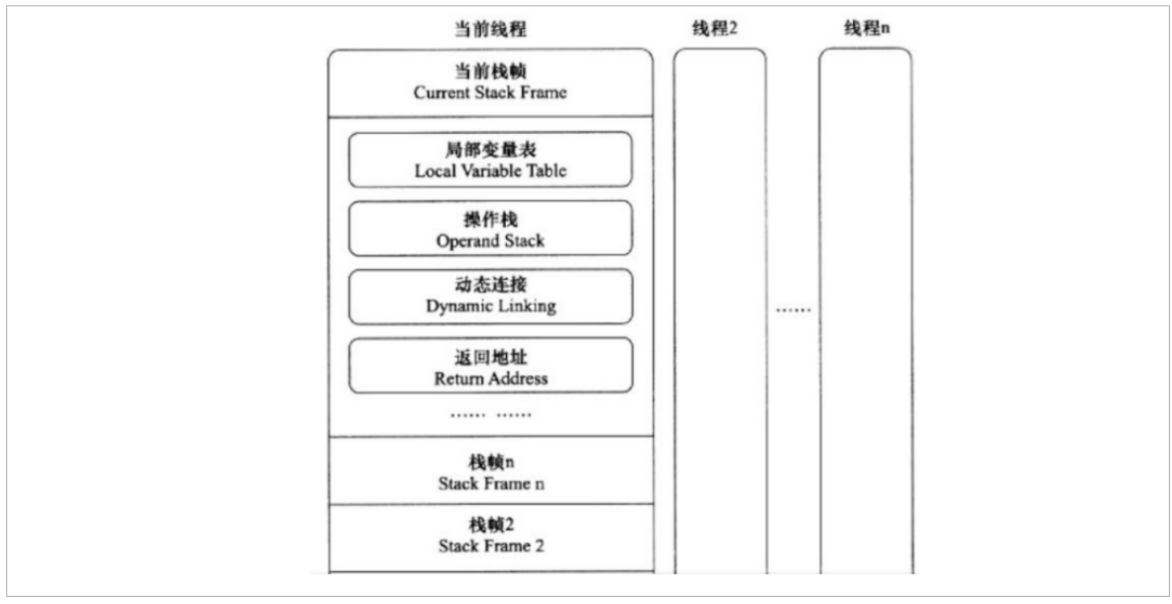 当前线程
线程2
线程n
当前栈帧
Current Stack Frame
局部变量表
Local Variable Table
操作栈
Operand Stack
动态连接
Dynamic Linking
......
返回地址
Return Address
...... ......
栈帧n
Stack Frame n
栈帧2
Stack Frame 2